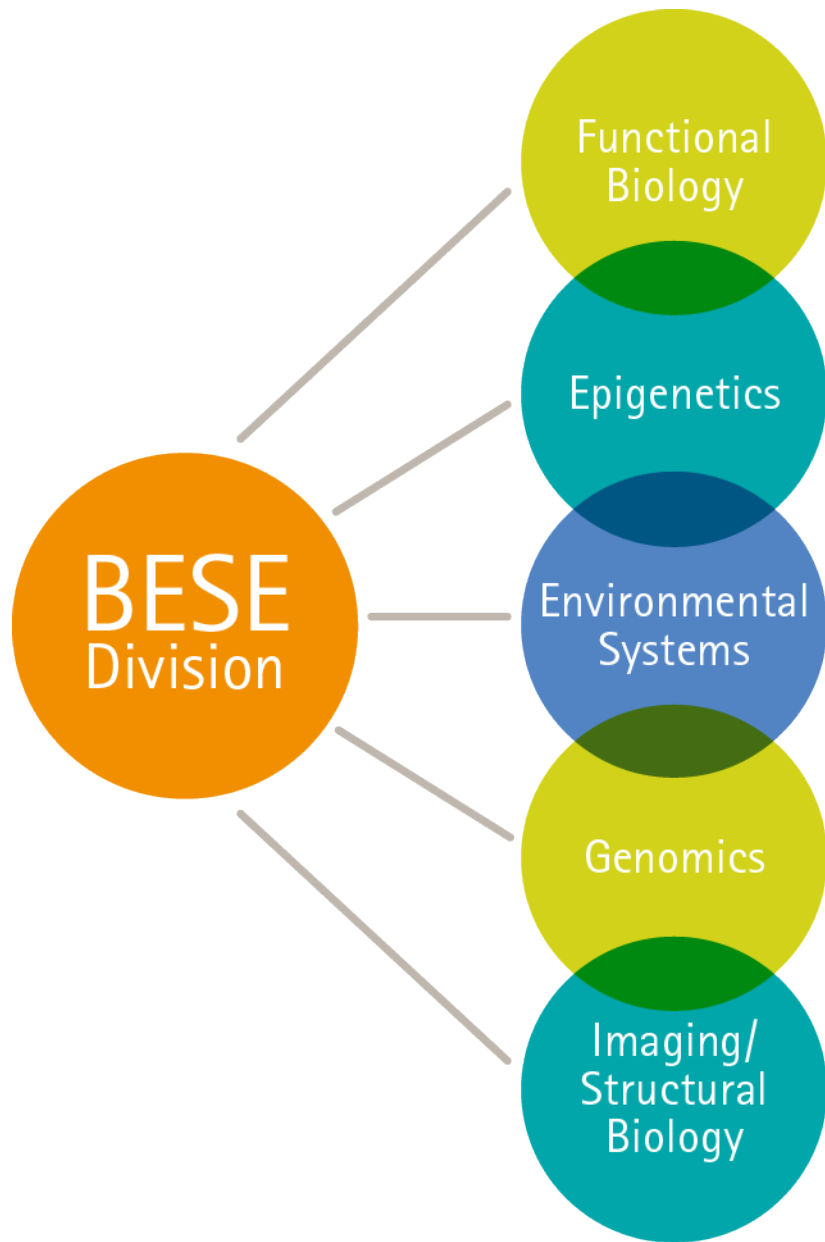 Functional
Biology
Epigenetics
BESE
Division
Environmental
Systems
Genomics
Imaging/
Structural
Biology